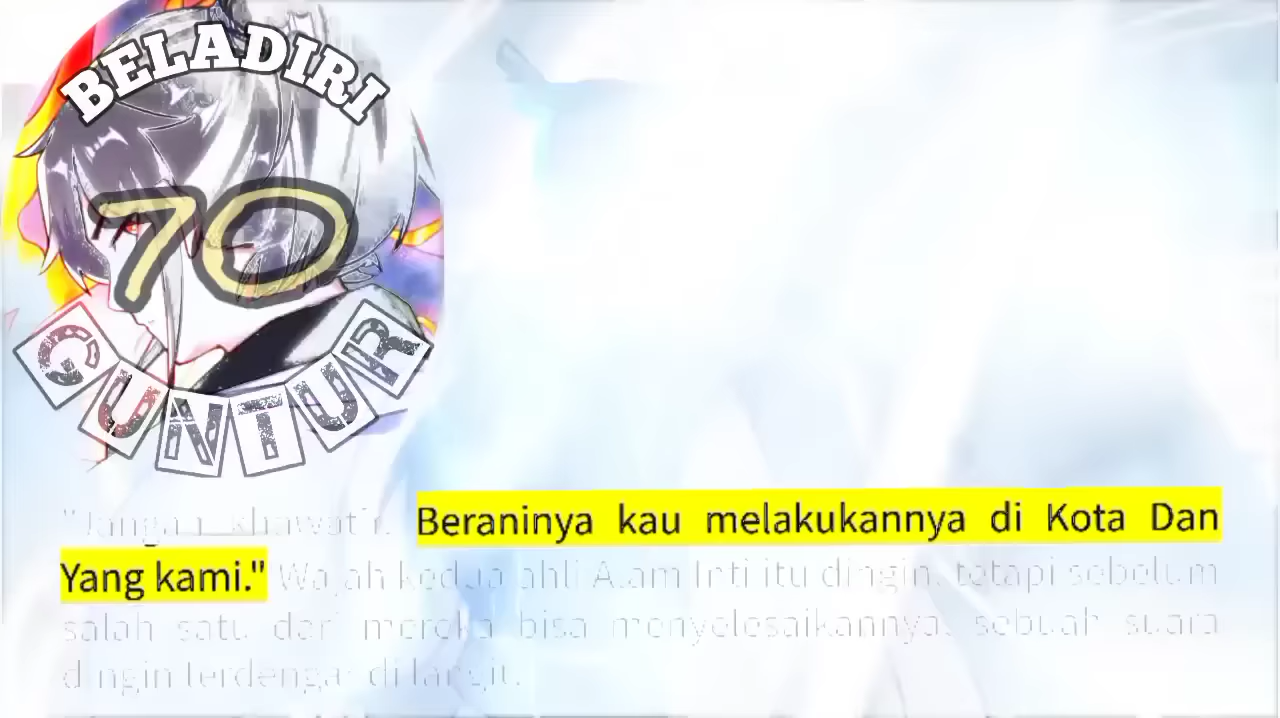 BELADIRI
70
GUNTUR
"Jangan khawatir. Beraninya kau melakukannya di Kota Dan
Yang kami." Wajah kedua ahli Alam Inti itu dingin, tetapi sebelum
salah satu dari mereka bisa menyelesaikannya, sebuah suara
dingin terdengar di langit.